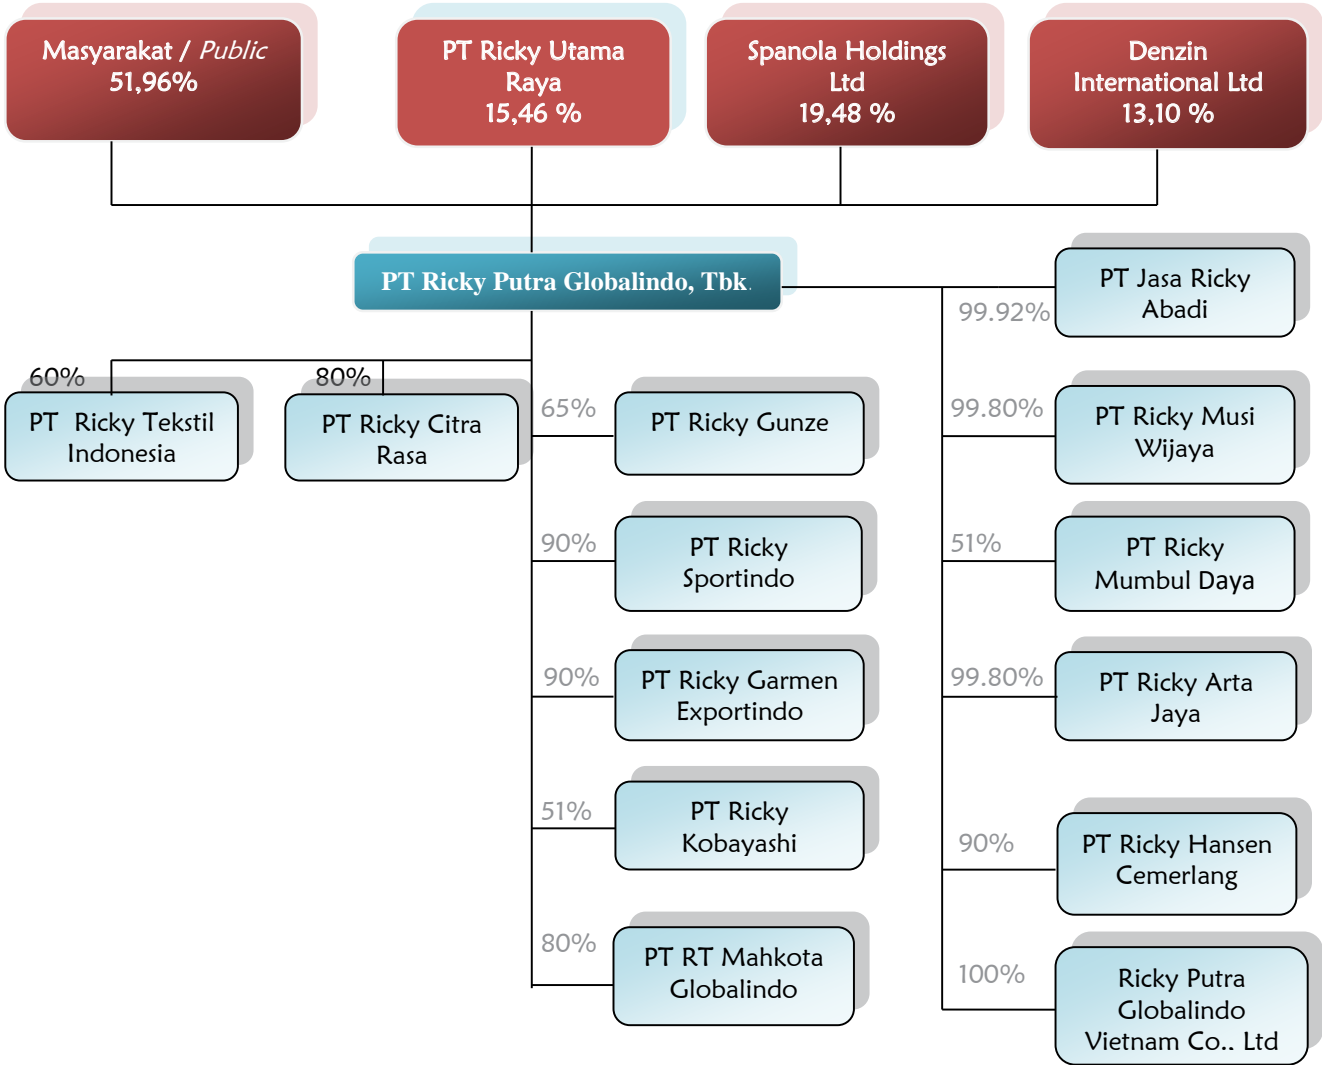 Masyarakat / Public
51,96%
PT Ricky Utama
Raya
15,46 %
Spanola Holdings
Ltd
19,48 %
Denzin
International Ltd
13,10 %
PT Ricky Putra Globalindo, Tbk.
60%
PT Ricky Tekstil
Indonesia
80%
PT Ricky Citra
Rasa
65%
PT Ricky Gunze
90%
PT Ricky
Sportindo
90%
PT Ricky Garmen
Exportindo
51%
PT Ricky
Kobayashi
80%
PT RT Mahkota
Globalindo
99.92%
PT Jasa Ricky
Abadi
99.80%
PT Ricky Musi
Wijaya
51%
PT Ricky
Mumbul Daya
99.80%
PT Ricky Arta
Jaya
90%
PT Ricky Hansen
Cemerlang
100%
Ricky Putra
Globalindo
Vietnam Co., Ltd